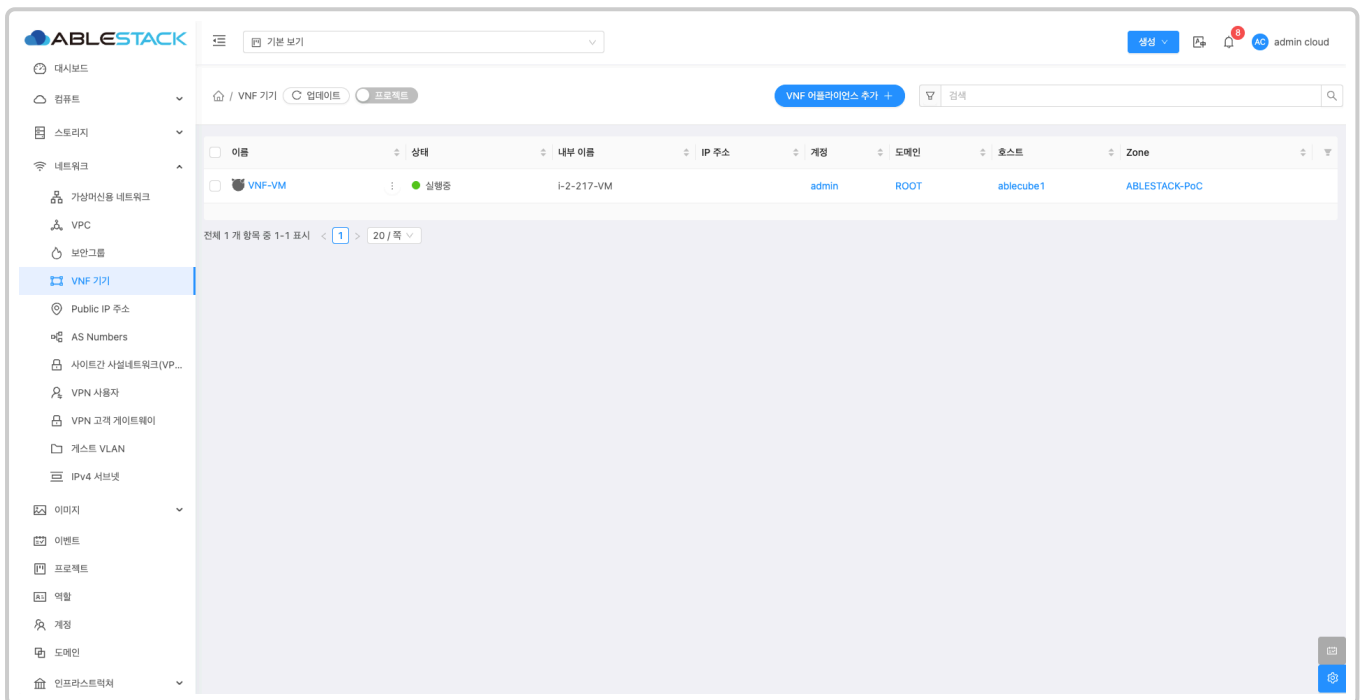 ABLESTACK
기본 보기
생성
8
AC
admin cloud
대시보드
컴퓨트
스토리지
네트워크
가상머신용 네트워크
VPC
보안그룹
VNF 기기
Public IP 주소
AS Numbers
사이트간 사설네트워크(VP...
VPN 사용자
VPN 고객 게이트웨이
게스트 VLAN
IPv4 서브넷
이미지
이벤트
프로젝트
역할
계정
도메인
인프라스트럭쳐
/ VNF 기기 업데이트 프로젝트
VNF 어플라이언스 추가 +
검색
이름 상태 내부 이름 IP 주소 계정 도메인 호스트 Zone
VNF-VM 실행중 i-2-217-VM admin ROOT ablecube1 ABLESTACK-PoC
전체 1 개 항목 중 1-1 표시 < 1 > 20 / 쪽